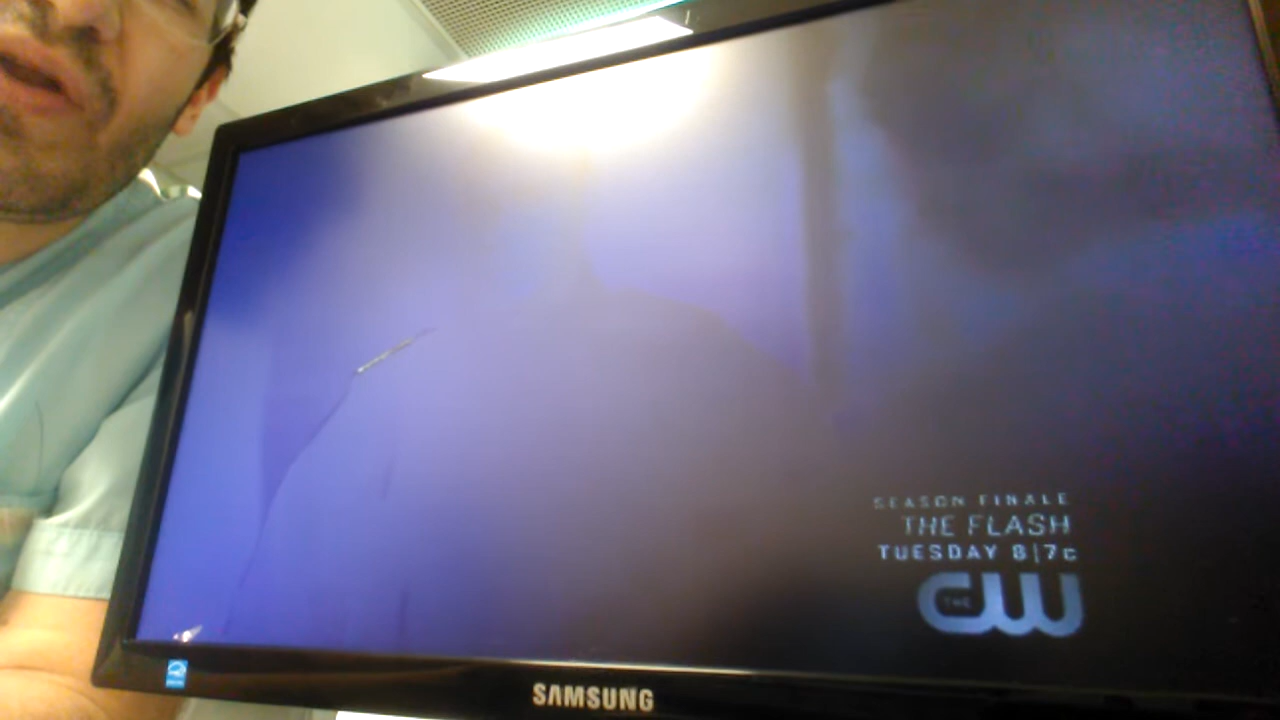 SEASON FINALE
THE FLASH
TUESDAY 8|7c
THE CW
SAMSUNG